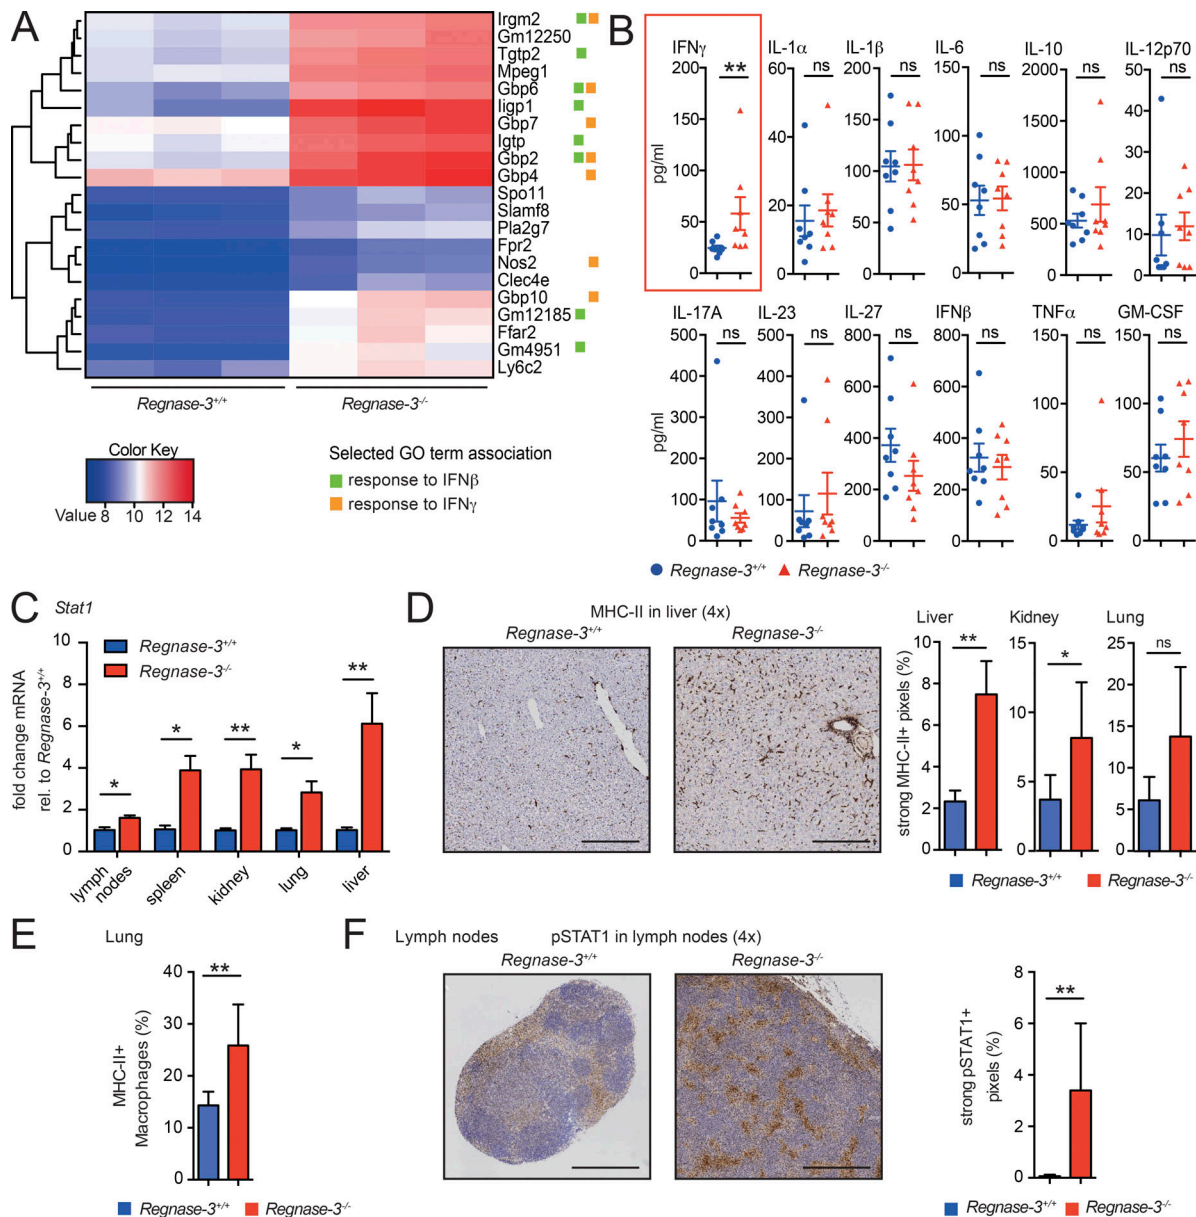 A
Irgm2
Gm12250
Tgtp2
Mpeg1
Gbp6
Iigp1
Gbp7
Igtp
Gbp2
Gbp4
Spo11
Slamf8
Pla2g7
Fpr2
Nos2
Clec4e
Gbp10
Gm12185
Ffar2
Gm4951
Ly6c2
Regnase-3+/+ Regnase-3-/-
Color Key
Value 8 10 12 14
Selected GO term association
response to IFNβ
response to IFNγ
B
IFNγ IL-1α IL-1β IL-6 IL-10 IL-12p70
** ns ns ns ns ns
pg/ml
200 150 100 50 0
60 40 20 0
200 150 100 50 0
150 100 50 0
2000 1500 1000 500 0
50 40 30 20 10 0
IL-17A IL-23 IL-27 IFNβ TNFα GM-CSF
ns ns ns ns ns ns
pg/ml
500 400 300 200 100 0
500 400 300 200 100 0
800 600 400 200 0
800 600 400 200 0
150 100 50 0
150 100 50 0
Regnase-3+/+ Regnase-3-/-
C
Stat1
fold change mRNA
rel. to Regnase-3+/+
10 8 6 4 2 0
Regnase-3+/+
Regnase-3-/-
* * ** * **
lymph nodes spleen kidney lung liver
D
MHC-II in liver (4x)
Regnase-3+/+ Regnase-3-/-
Liver Kidney Lung
strong MHC-II+ pixels (%)
10 8 6 4 2 0
15 10 5 0
25 20 15 10 5 0
** * ns
Regnase-3+/+ Regnase-3-/-
E
Lung
MHC-II+
Macrophages (%)
40 30 20 10 0
**
Regnase-3+/+ Regnase-3-/-
F
Lymph nodes pSTAT1 in lymph nodes (4x)
Regnase-3+/+ Regnase-3-/-
strong pSTAT1+
pixels (%)
8 6 4 2 0
**
Regnase-3+/+ Regnase-3-/-